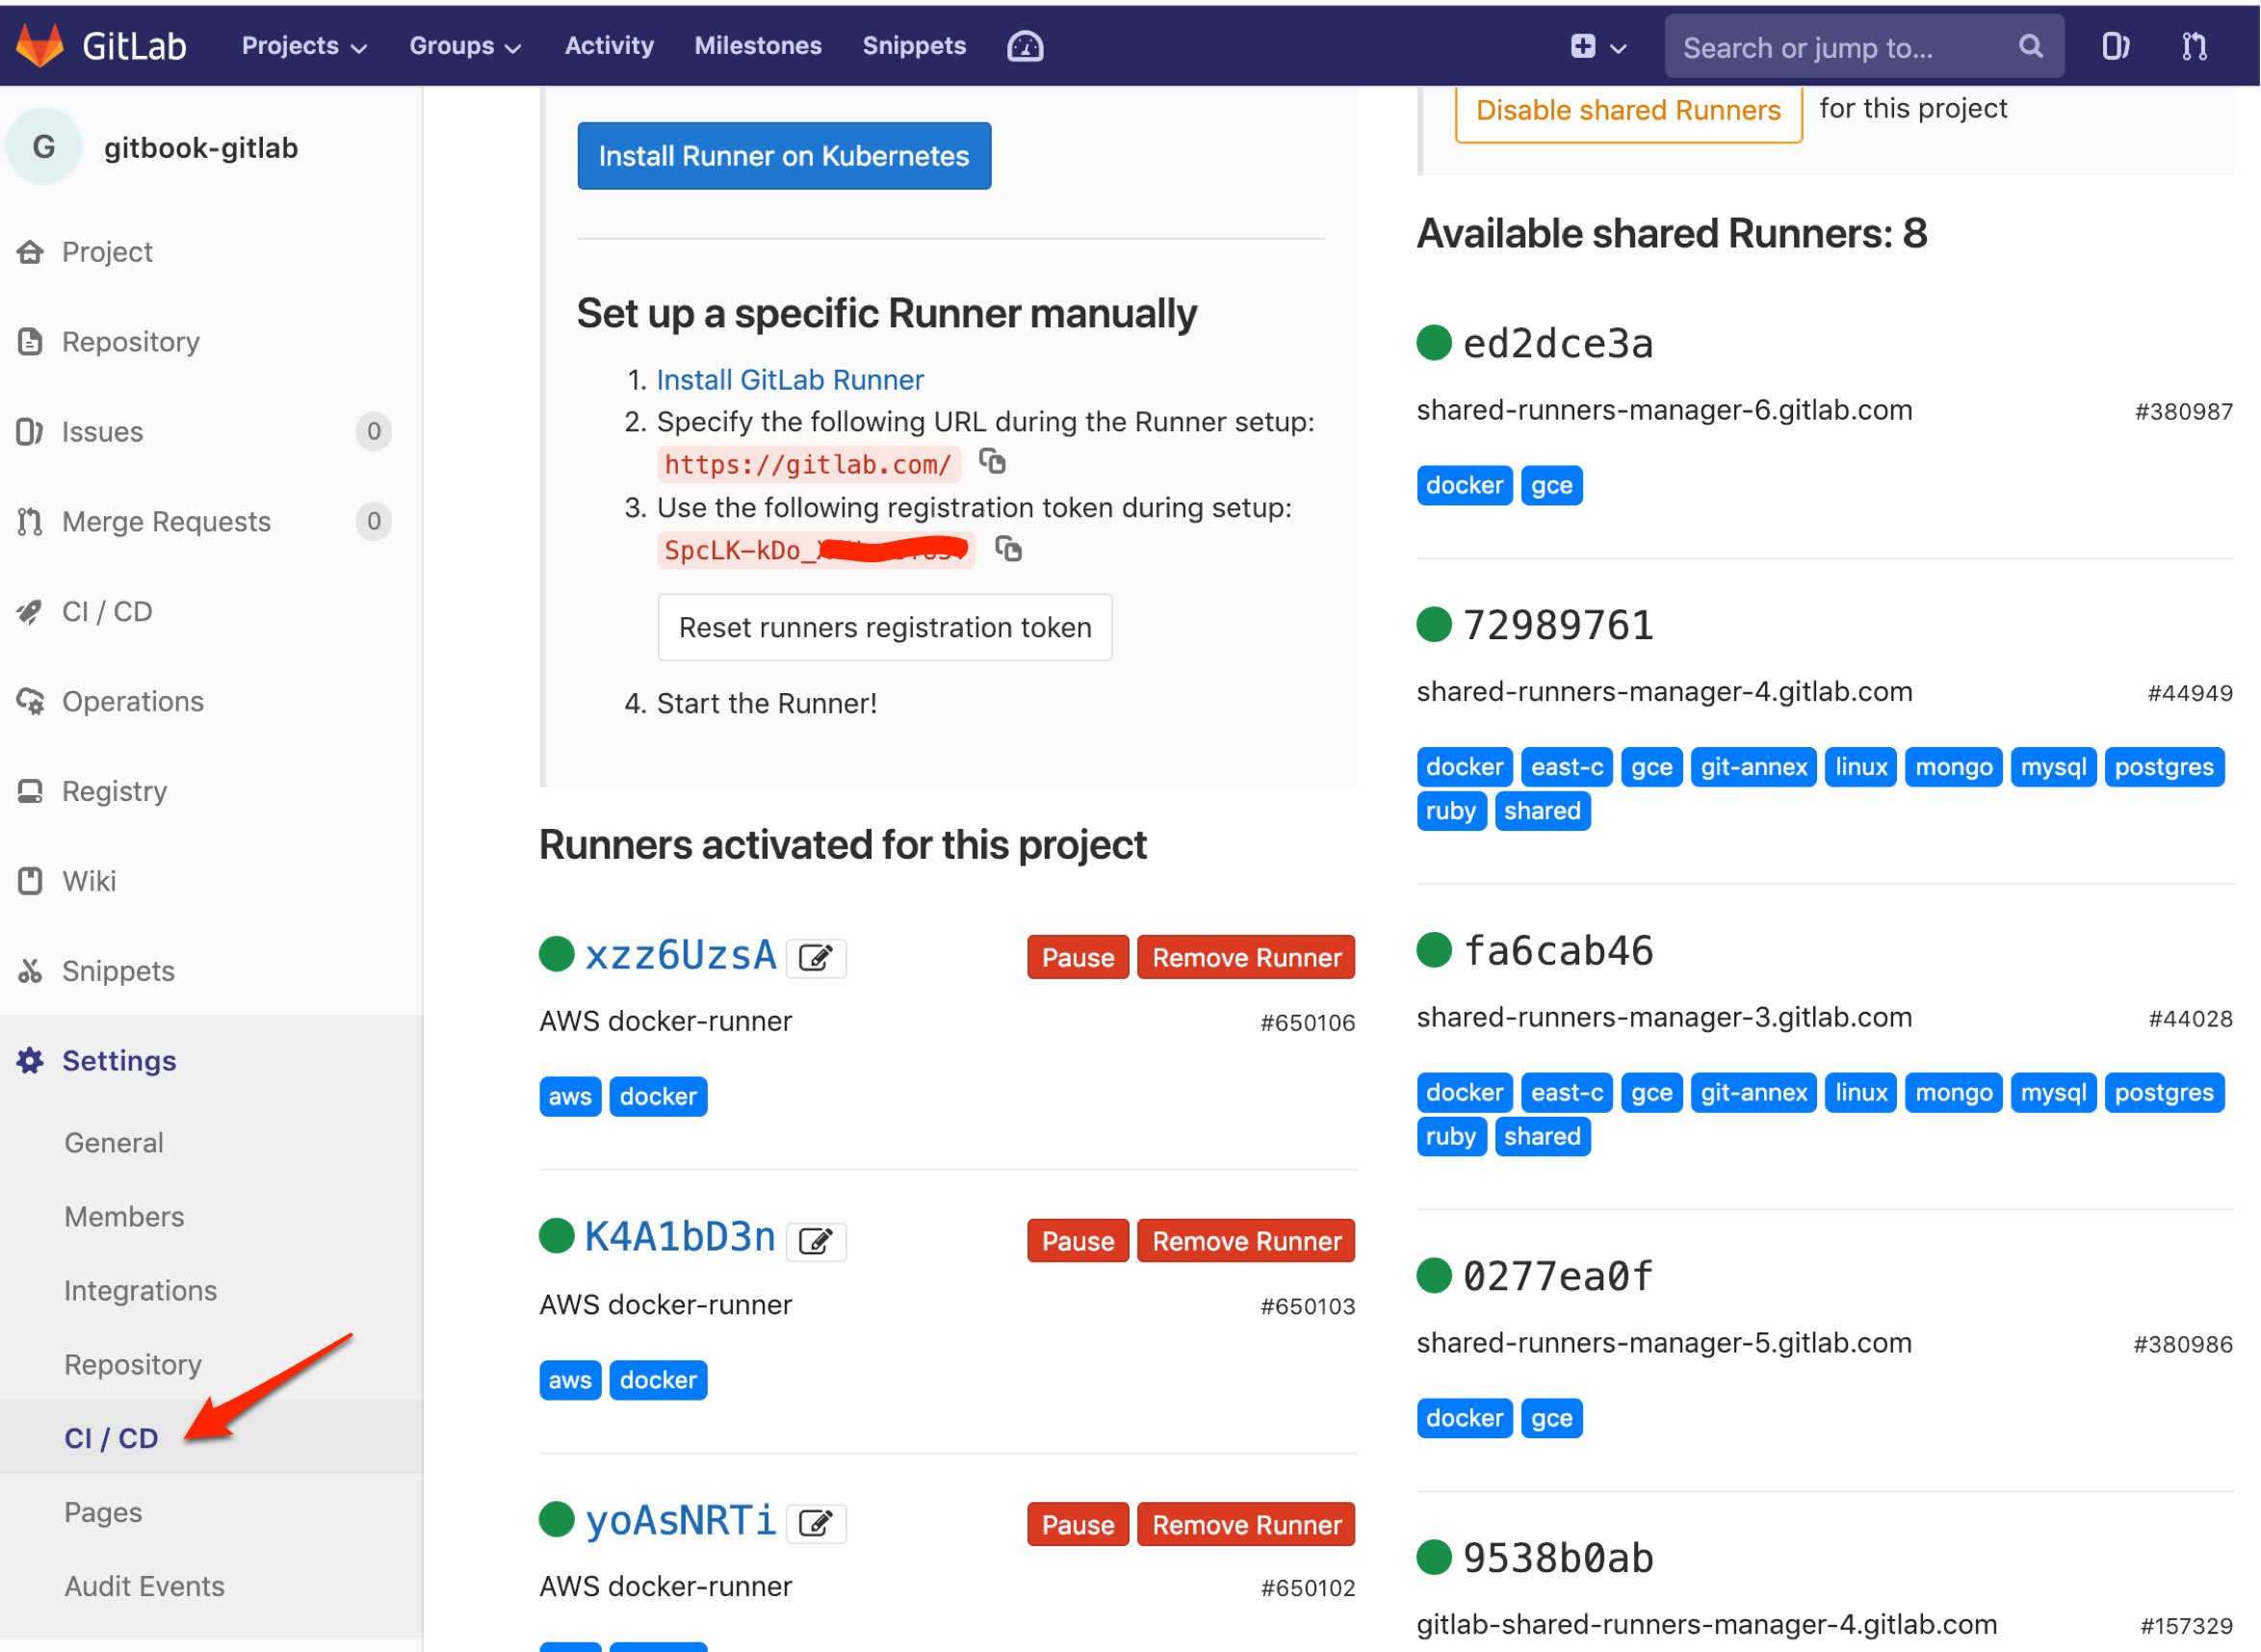 GitLab
Projects
Groups
Activity
Milestones
Snippets
Search or jump to...
G
gitbook-gitlab
Project
Repository
Issues
0
Merge Requests
0
CI / CD
Operations
Registry
Wiki
Snippets
Settings
General
Members
Integrations
Repository
CI / CD
Pages
Audit Events
Install Runner on Kubernetes
Set up a specific Runner manually
1. Install GitLab Runner
2. Specify the following URL during the Runner setup:
https://gitlab.com/
3. Use the following registration token during setup:
SpcLK-kDo_
Reset runners registration token
4. Start the Runner!
Runners activated for this project
xzz6UzsA
Pause
Remove Runner
AWS docker-runner
#650106
aws docker
K4A1bD3n
Pause
Remove Runner
AWS docker-runner
#650103
aws docker
yoAsNRTi
Pause
Remove Runner
AWS docker-runner
#650102
Disable shared Runners for this project
Available shared Runners: 8
ed2dce3a
shared-runners-manager-6.gitlab.com
#380987
docker gce
72989761
shared-runners-manager-4.gitlab.com
#44949
docker east-c gce git-annex linux mongo mysql postgres
ruby shared
fa6cab46
shared-runners-manager-3.gitlab.com
#44028
docker east-c gce git-annex linux mongo mysql postgres
ruby shared
0277ea0f
shared-runners-manager-5.gitlab.com
#380986
docker gce
9538b0ab
gitlab-shared-runners-manager-4.gitlab.com
#157329